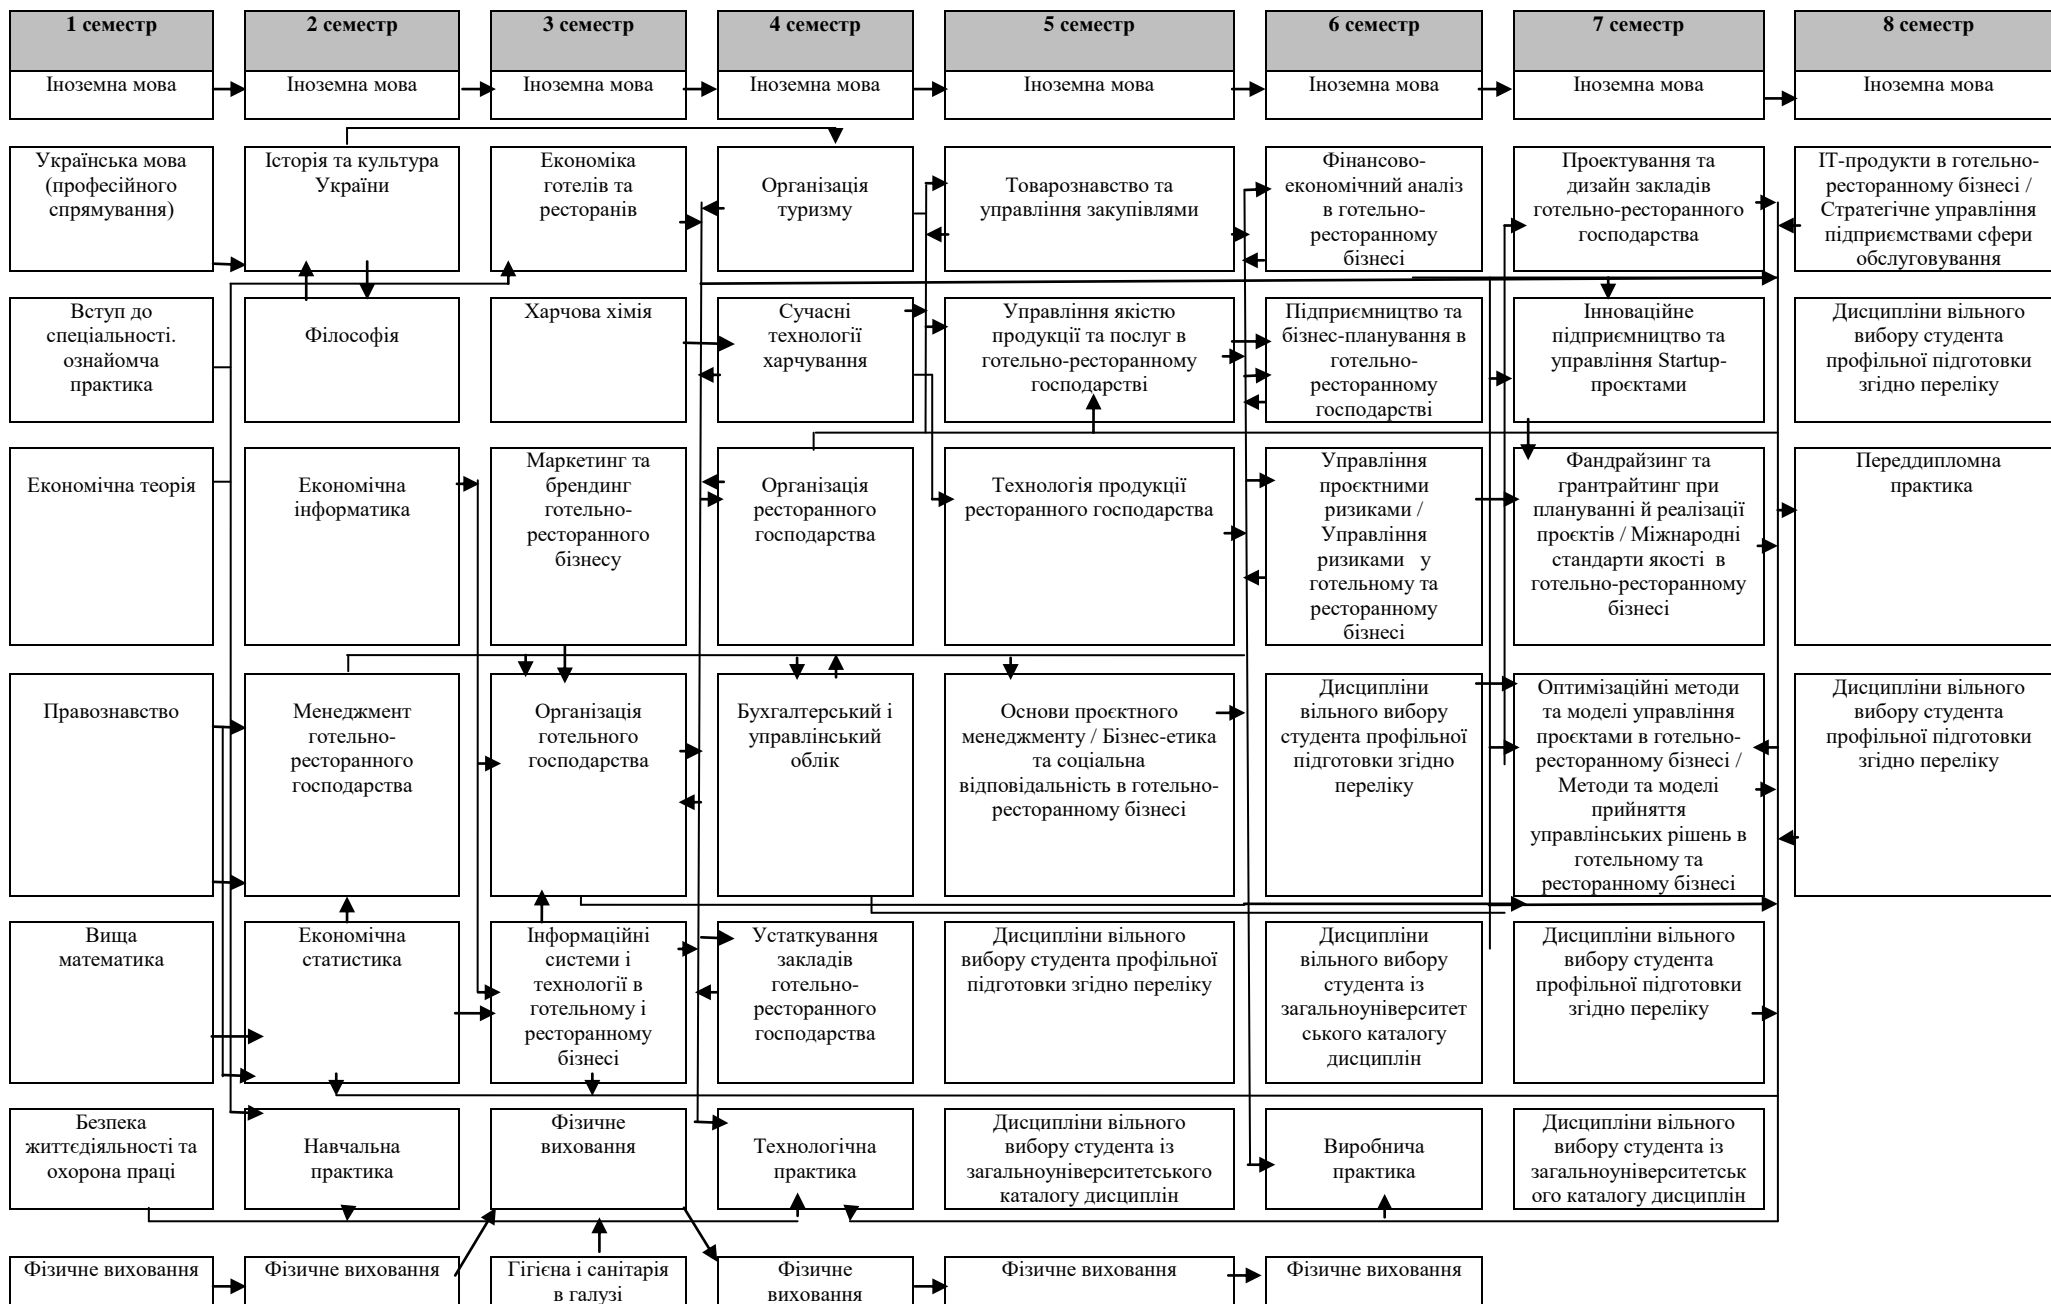 1 семестр
2 семестр
3 семестр
4 семестр
5 семестр
6 семестр
7 семестр
8 семестр
Іноземна мова
Іноземна мова
Іноземна мова
Іноземна мова
Іноземна мова
Іноземна мова
Іноземна мова
Іноземна мова
Українська мова
(професійного
спрямування)
Історія та культура
України
Економіка
готелів та
ресторанів
Організація
туризму
Товарознавство та
управління закупівлями
Фінансово-
економічний аналіз
в готельно-
ресторанному
бізнесі
Проектування та
дизайн закладів
готельно-ресторанного
господарства
ІТ-продукти в готельно-
ресторанному бізнесі /
Стратегічне управління
підприємствами сфери
обслуговування
Вступ до
спеціальності.
ознайомча
практика
Філософія
Харчова хімія
Сучасні
технології
харчування
Управління якістю
продукції та послуг в
готельно-ресторанному
господарстві
Підприємництво та
бізнес-планування в
готельно-
ресторанному
господарстві
Інноваційне
підприємництво та
управління Startup-
проєктами
Дисципліни вільного
вибору студента
профільної підготовки
згідно переліку
Економічна теорія
Економічна
інформатика
Маркетинг та
брендинг
готельно-
ресторанного
бізнесу
Організація
ресторанного
господарства
Технологія продукції
ресторанного господарства
Управління
проєктними
ризиками /
Управління
ризиками у
готельному та
ресторанному
бізнесі
Фандрайзинг та
грантрайтинг при
плануванні й реалізації
проєктів / Міжнародні
стандарти якості в
готельно-ресторанному
бізнесі
Переддипломна
практика
Правознавство
Менеджмент
готельно-
ресторанного
господарства
Організація
готельного
господарства
Бухгалтерський і
управлінський
облік
Основи проєктного
менеджменту / Бізнес-етика
та соціальна
відповідальність в готельно-
ресторанному бізнесі
Дисципліни
вільного вибору
студента профільної
підготовки згідно
переліку
Оптимізаційні методи
та моделі управління
проєктами в готельно-
ресторанному бізнесі /
Методи та моделі
прийняття
управлінських рішень в
готельному та
ресторанному бізнесі
Дисципліни вільного
вибору студента
профільної підготовки
згідно переліку
Вища
математика
Економічна
статистика
Інформаційні
системи і
технології в
готельному і
ресторанному
бізнесі
Устаткування
закладів
готельно-
ресторанного
господарства
Дисципліни вільного
вибору студента профільної
підготовки згідно переліку
Дисципліни
вільного вибору
студента із
загальноуніверситет
ського каталогу
дисциплін
Дисципліни вільного
вибору студента
профільної підготовки
згідно переліку
Безпека
життєдіяльності та
охорона праці
Навчальна
практика
Фізичне
виховання
Технологічна
практика
Дисципліни вільного
вибору студента із
загальноуніверситетського
каталогу дисциплін
Виробнича
практика
Дисципліни вільного
вибору студента із
загальноуніверситетськ
ого каталогу дисциплін
Фізичне виховання
Фізичне виховання
Гігієна і санітарія
в галузі
Фізичне
виховання
Фізичне виховання
Фізичне виховання